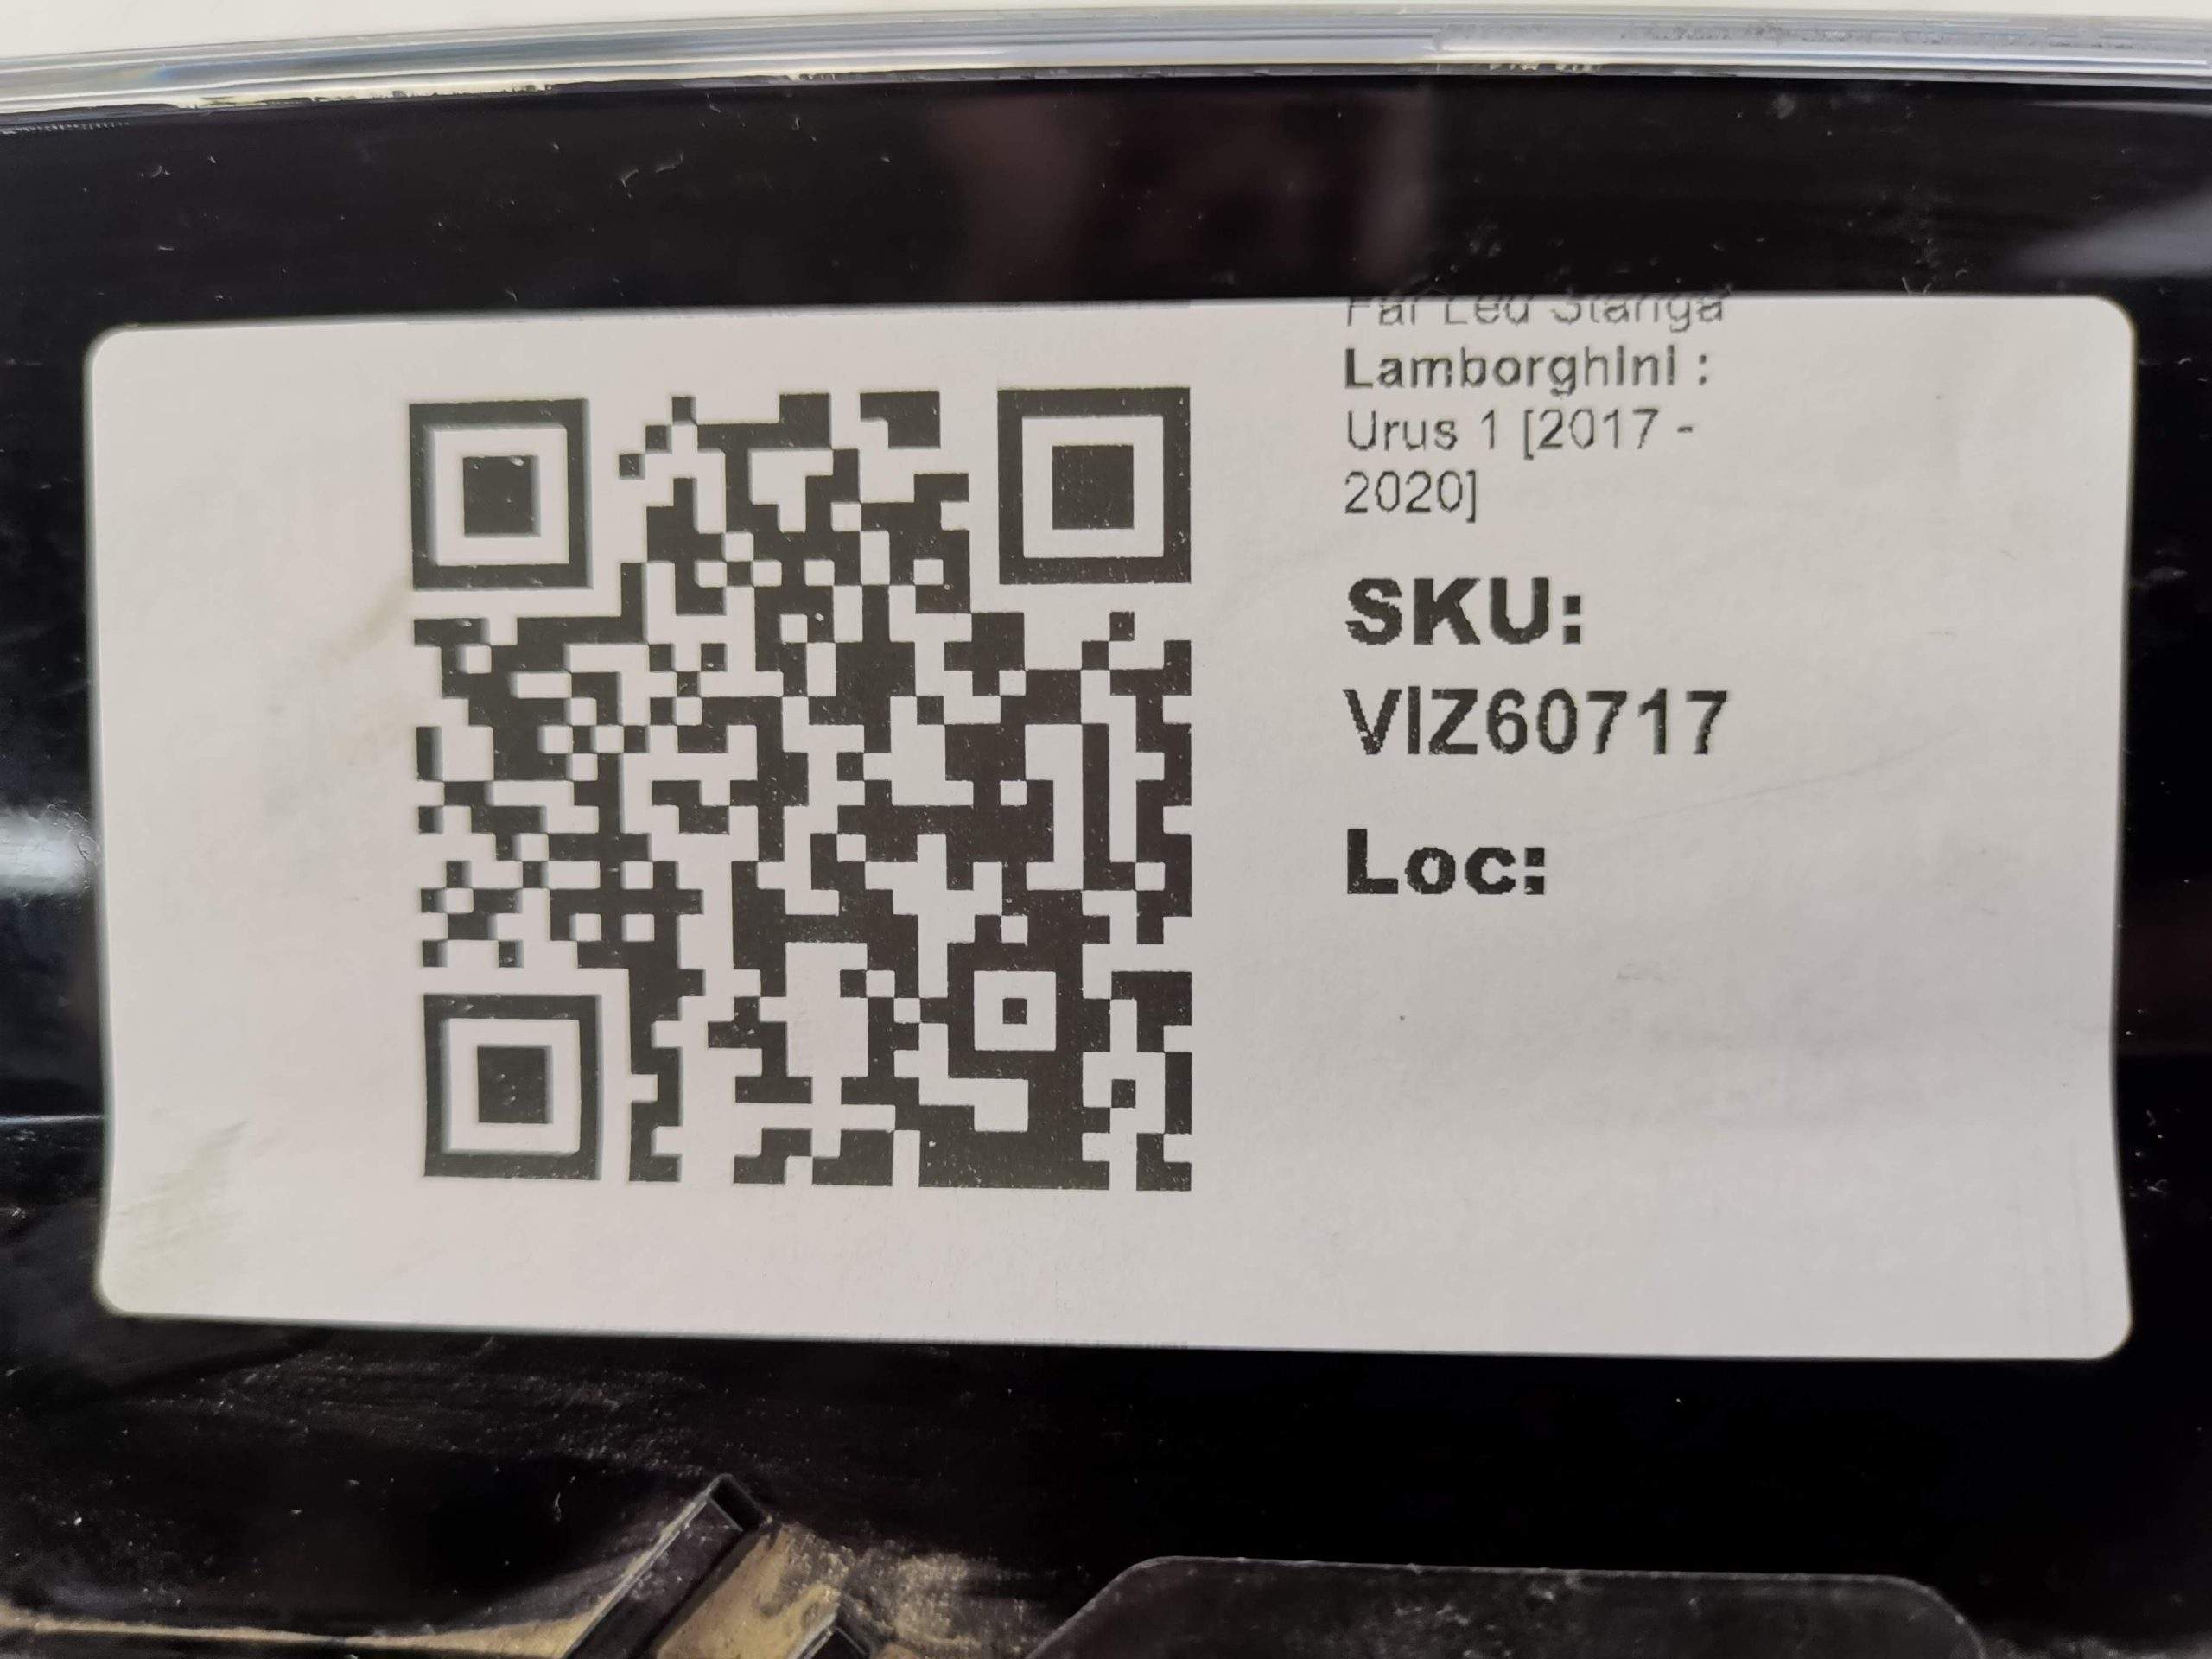 Far Led Stanga
Lamborghini :
Urus 1 [2017 -
2020]
SKU:
VIZ60717
Loc: